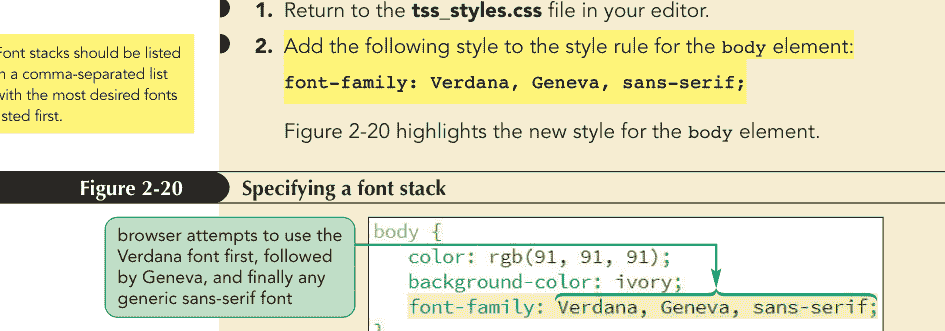 1. Return to the tss_styles.css file in your editor.
2. Add the following style to the style rule for the body element:
font-family: Verdana, Geneva, sans-serif;
Figure 2-20 highlights the new style for the body element.
Font stacks should be listed
a comma-separated list
with the most desired fonts
first.
Figure 2-20 Specifying a font stack
browser attempts to use the
Verdana font first, followed
by Geneva, and finally any
generic sans-serif font
body {
color: rgb(91, 91, 91);
background-color: ivory;
font-family: Verdana, Geneva, sans-serif;
}